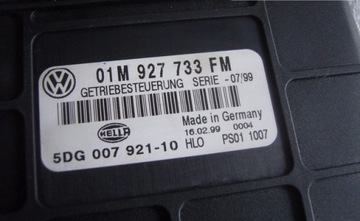 01M 927 733 FM
GETRIEBESTEUERUNG SERIE -07/99
Made in Germany
HELLA
16.02.99 0004
5DG 007 921-10 HLO PS01 1007